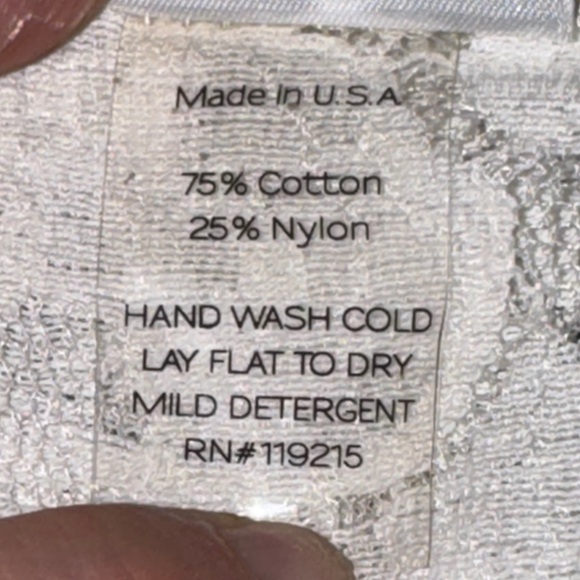 Made in U.S.A.
75% Cotton
25% Nylon
HAND WASH COLD
LAY FLAT TO DRY
MILD DETERGENT
RN#119215